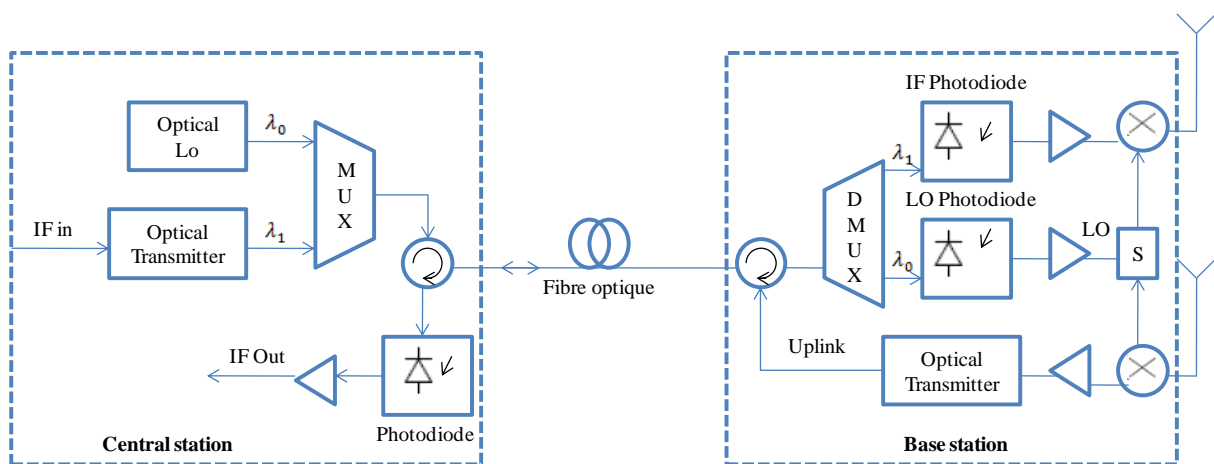 Optical
Lo
λ0
M
U
X
IF in
Optical
Transmitter
λ1
IF Out
Photodiode
Central station
Fibre optique
IF Photodiode
λ1
D
M
U
X
LO Photodiode
λ0
LO
S
Uplink
Optical
Transmitter
Base station